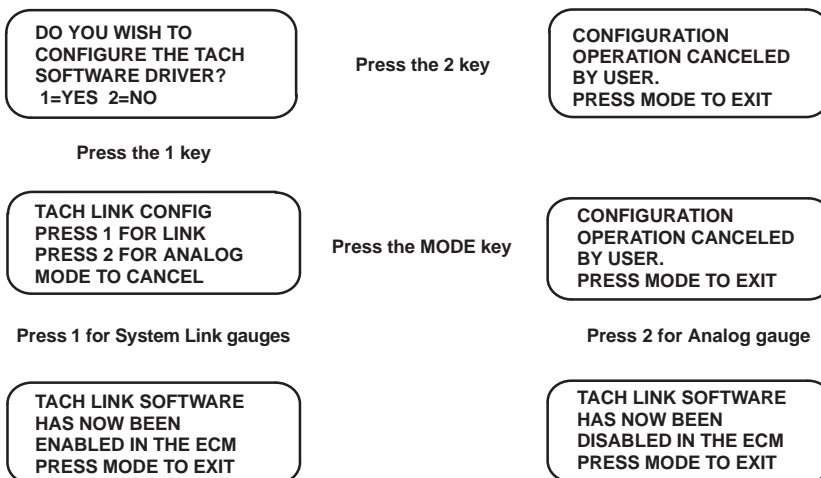 DO YOU WISH TO
CONFIGURE THE TACH
SOFTWARE DRIVER?
1=YES 2=NO
Press the 2 key
CONFIGURATION
OPERATION CANCELED
BY USER.
PRESS MODE TO EXIT
Press the 1 key
TACH LINK CONFIG
PRESS 1 FOR LINK
PRESS 2 FOR ANALOG
MODE TO CANCEL
Press the MODE key
CONFIGURATION
OPERATION CANCELED
BY USER.
PRESS MODE TO EXIT
Press 1 for System Link gauges
Press 2 for Analog gauge
TACH LINK SOFTWARE
HAS NOW BEEN
ENABLED IN THE ECM
PRESS MODE TO EXIT
TACH LINK SOFTWARE
HAS NOW BEEN
DISABLED IN THE ECM
PRESS MODE TO EXIT